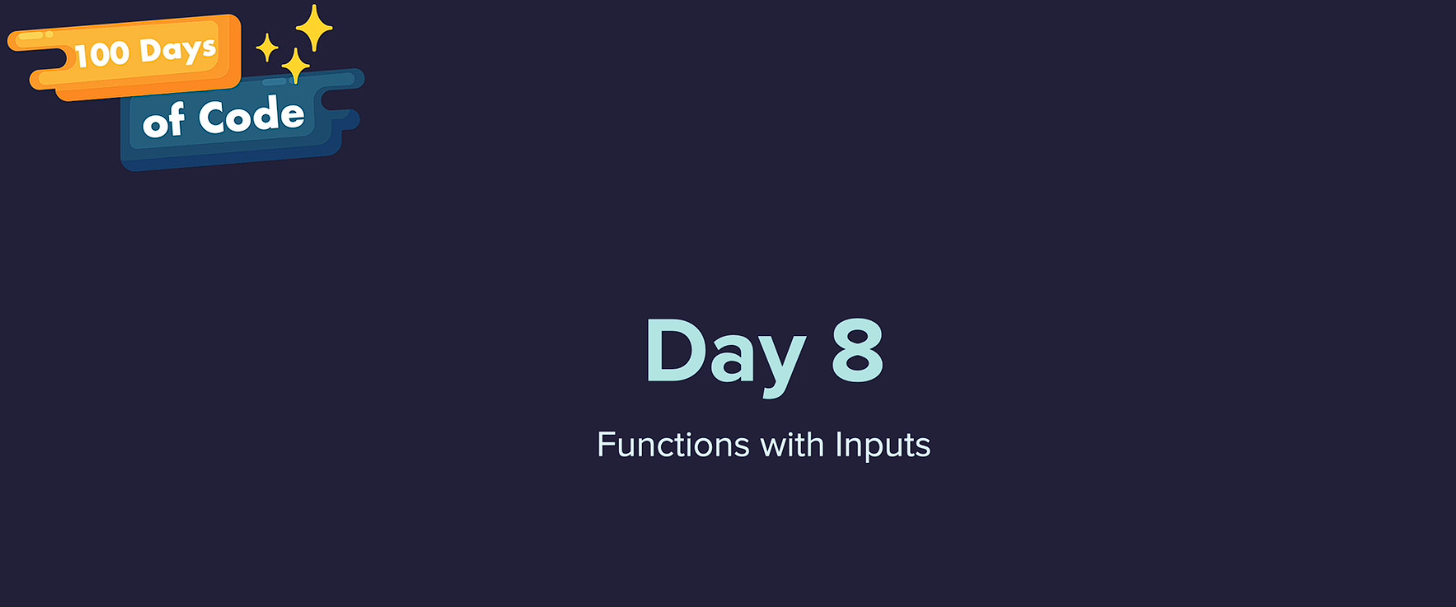 100 Days
of Code
Day 8
Functions with Inputs